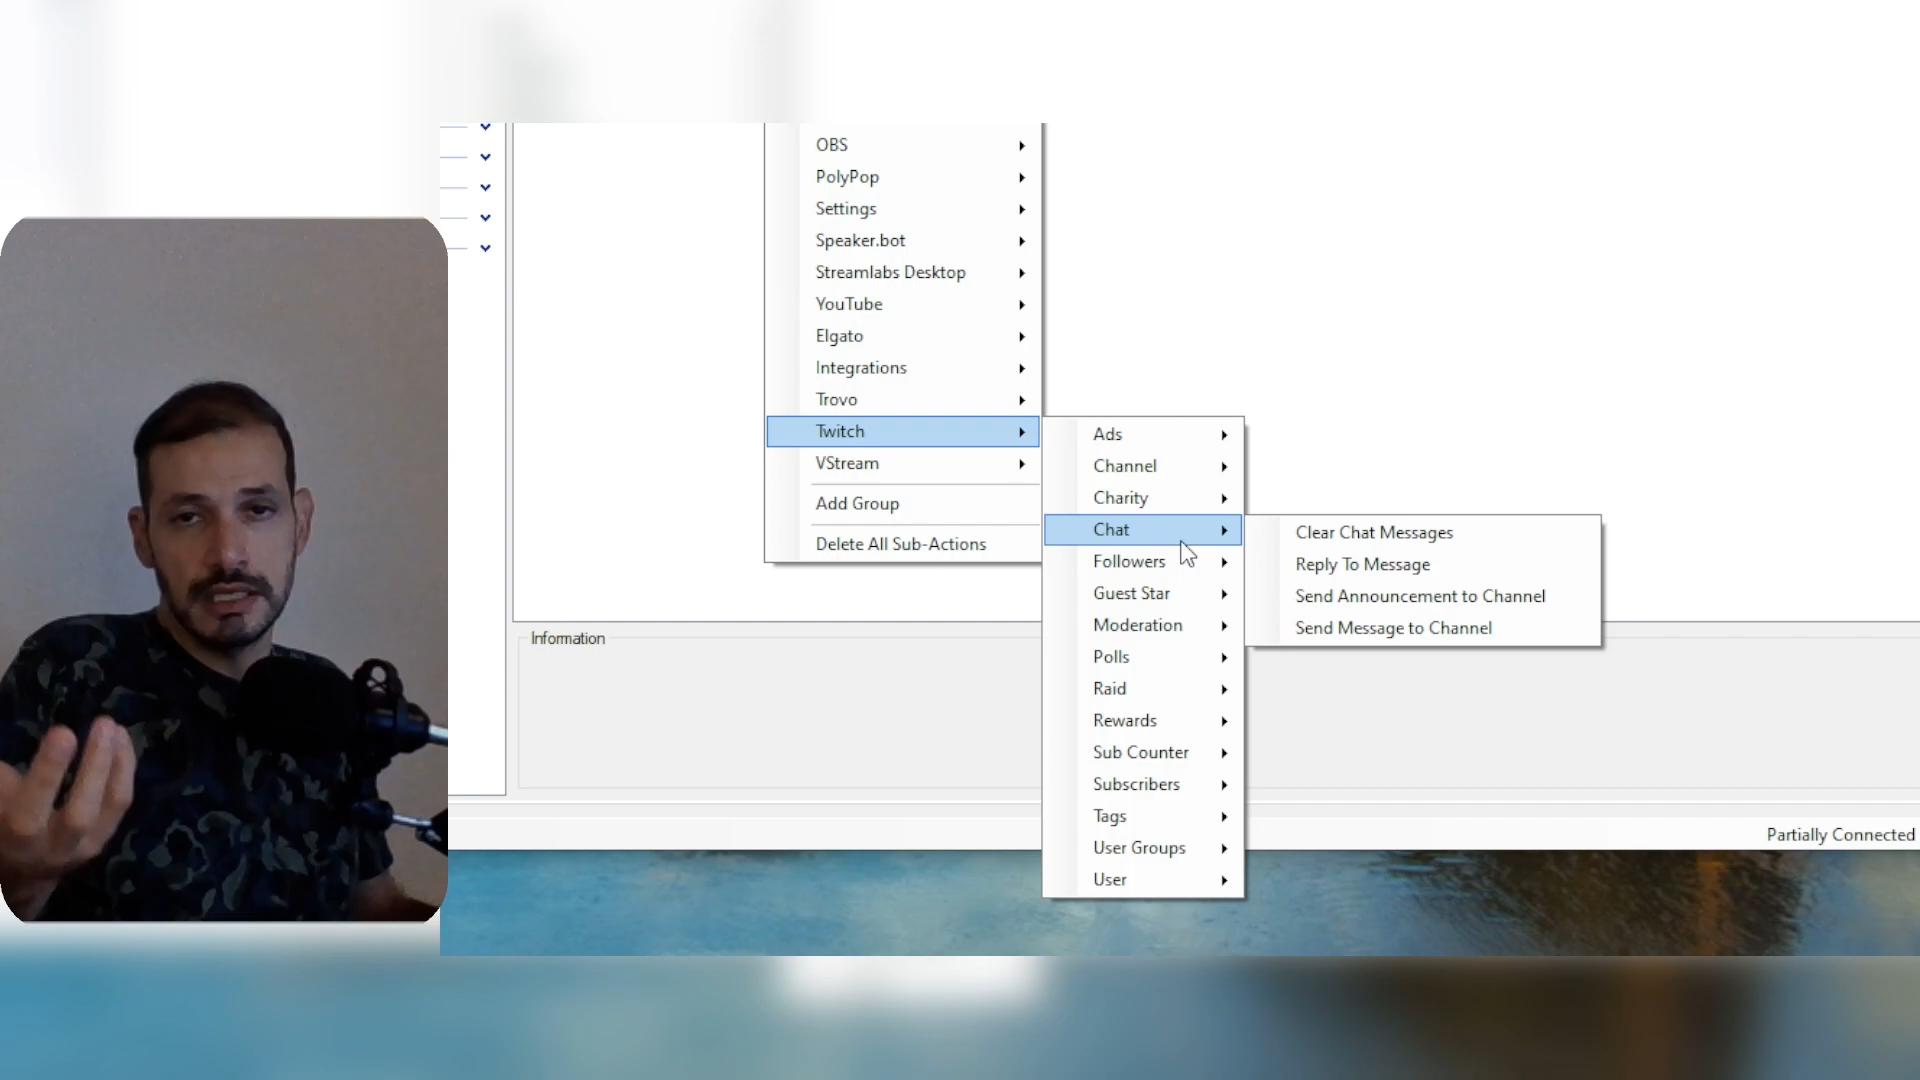 OBS
PolyPop
Settings
Speaker.bot
Streamlabs Desktop
YouTube
Elgato
Integrations
Trovo
Twitch
VStream
Add Group
Delete All Sub-Actions
Ads
Channel
Charity
Chat
Followers
Guest Star
Moderation
Polls
Raid
Rewards
Sub Counter
Subscribers
Tags
User Groups
User
Clear Chat Messages
Reply To Message
Send Announcement to Channel
Send Message to Channel
Information
Partially Connected